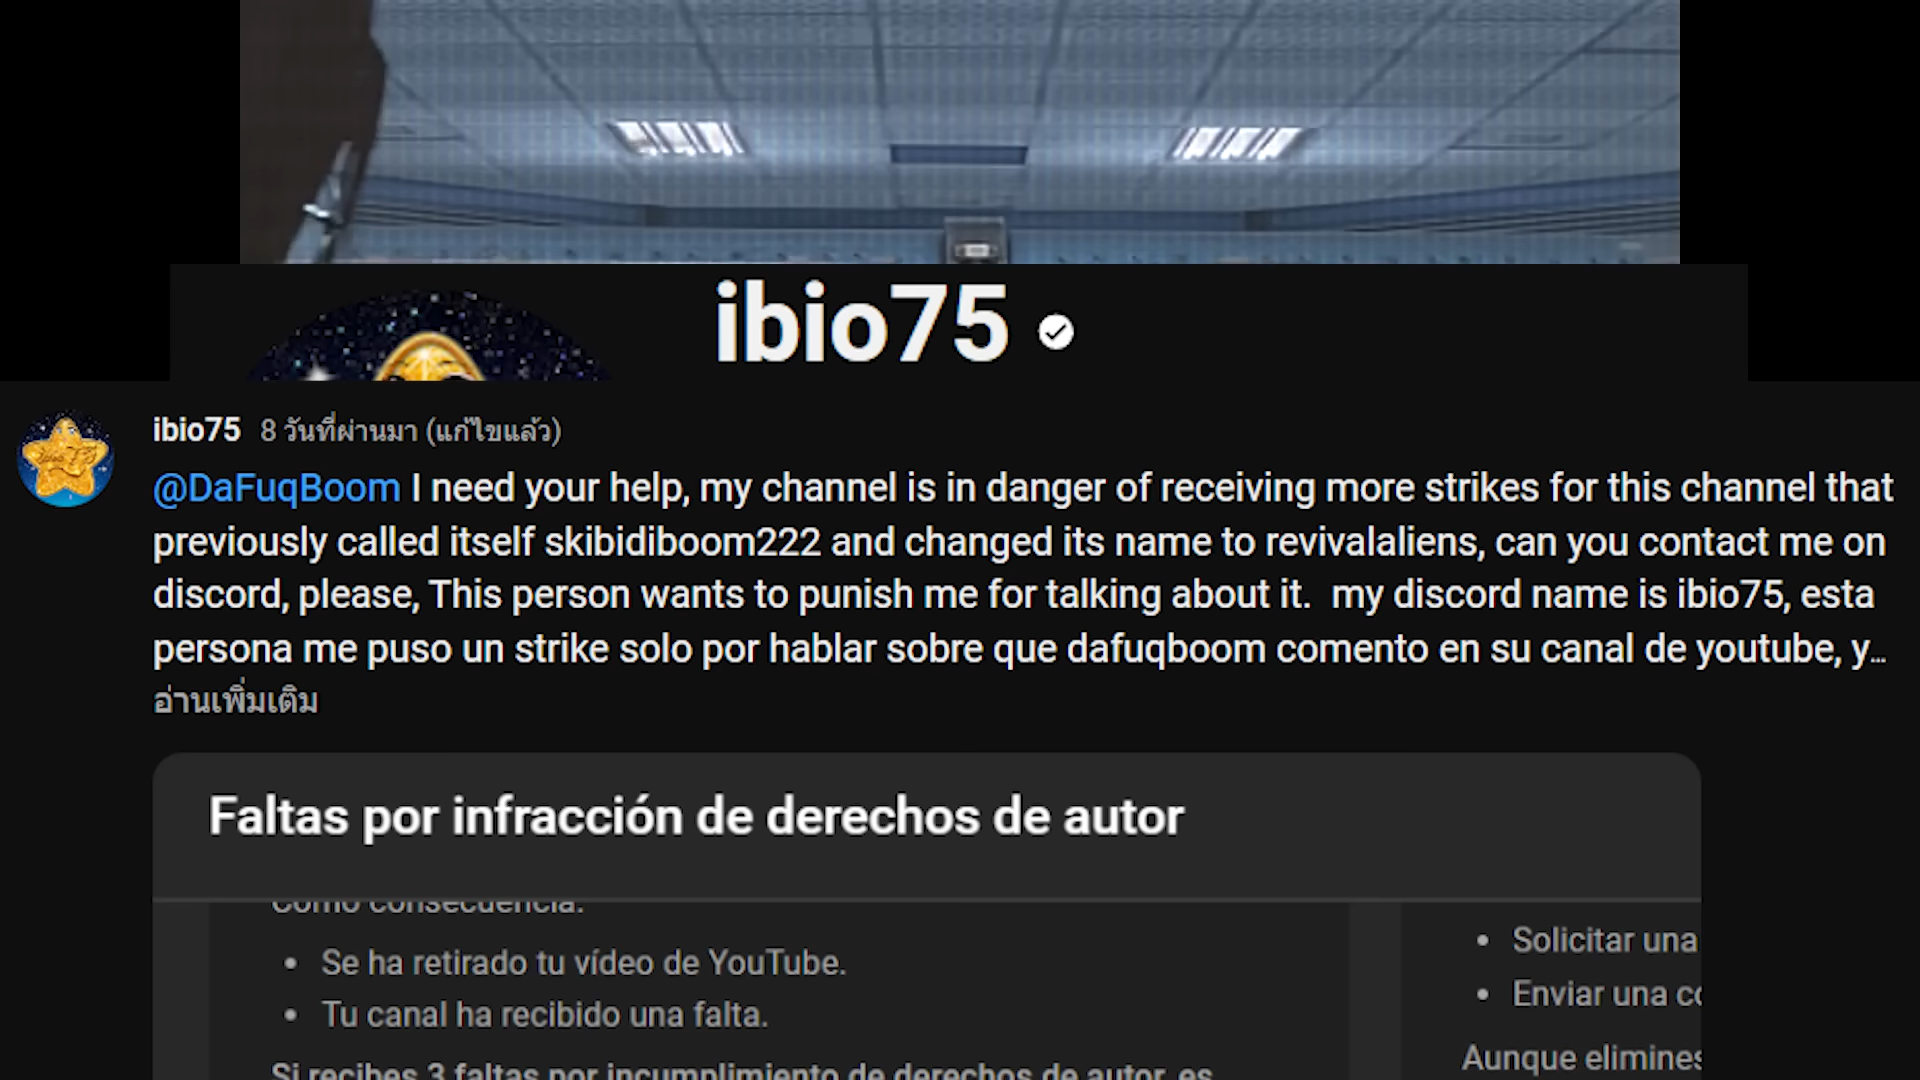 ibio75
ibio75 8 วันที่ผ่านมา (แก้ไขแล้ว)
@DaFuqBoom I need your help, my channel is in danger of receiving more strikes for this channel that
previously called itself skibidiboom222 and changed its name to revivalaliens, can you contact me on
discord, please, This person wants to punish me for talking about it. my discord name is ibio75, esta
persona me puso un strike solo por hablar sobre que dafuqboom comento en su canal de youtube, y…
อ่านเพิ่มเติม
Faltas por infracción de derechos de autor
Como consecuencia:
• Se ha retirado tu vídeo de YouTube.
• Tu canal ha recibido una falta.
Si recibes 3 faltas por incumplimiento de derechos de autor, es
• Solicitar una
• Enviar una co
Aunque elimines